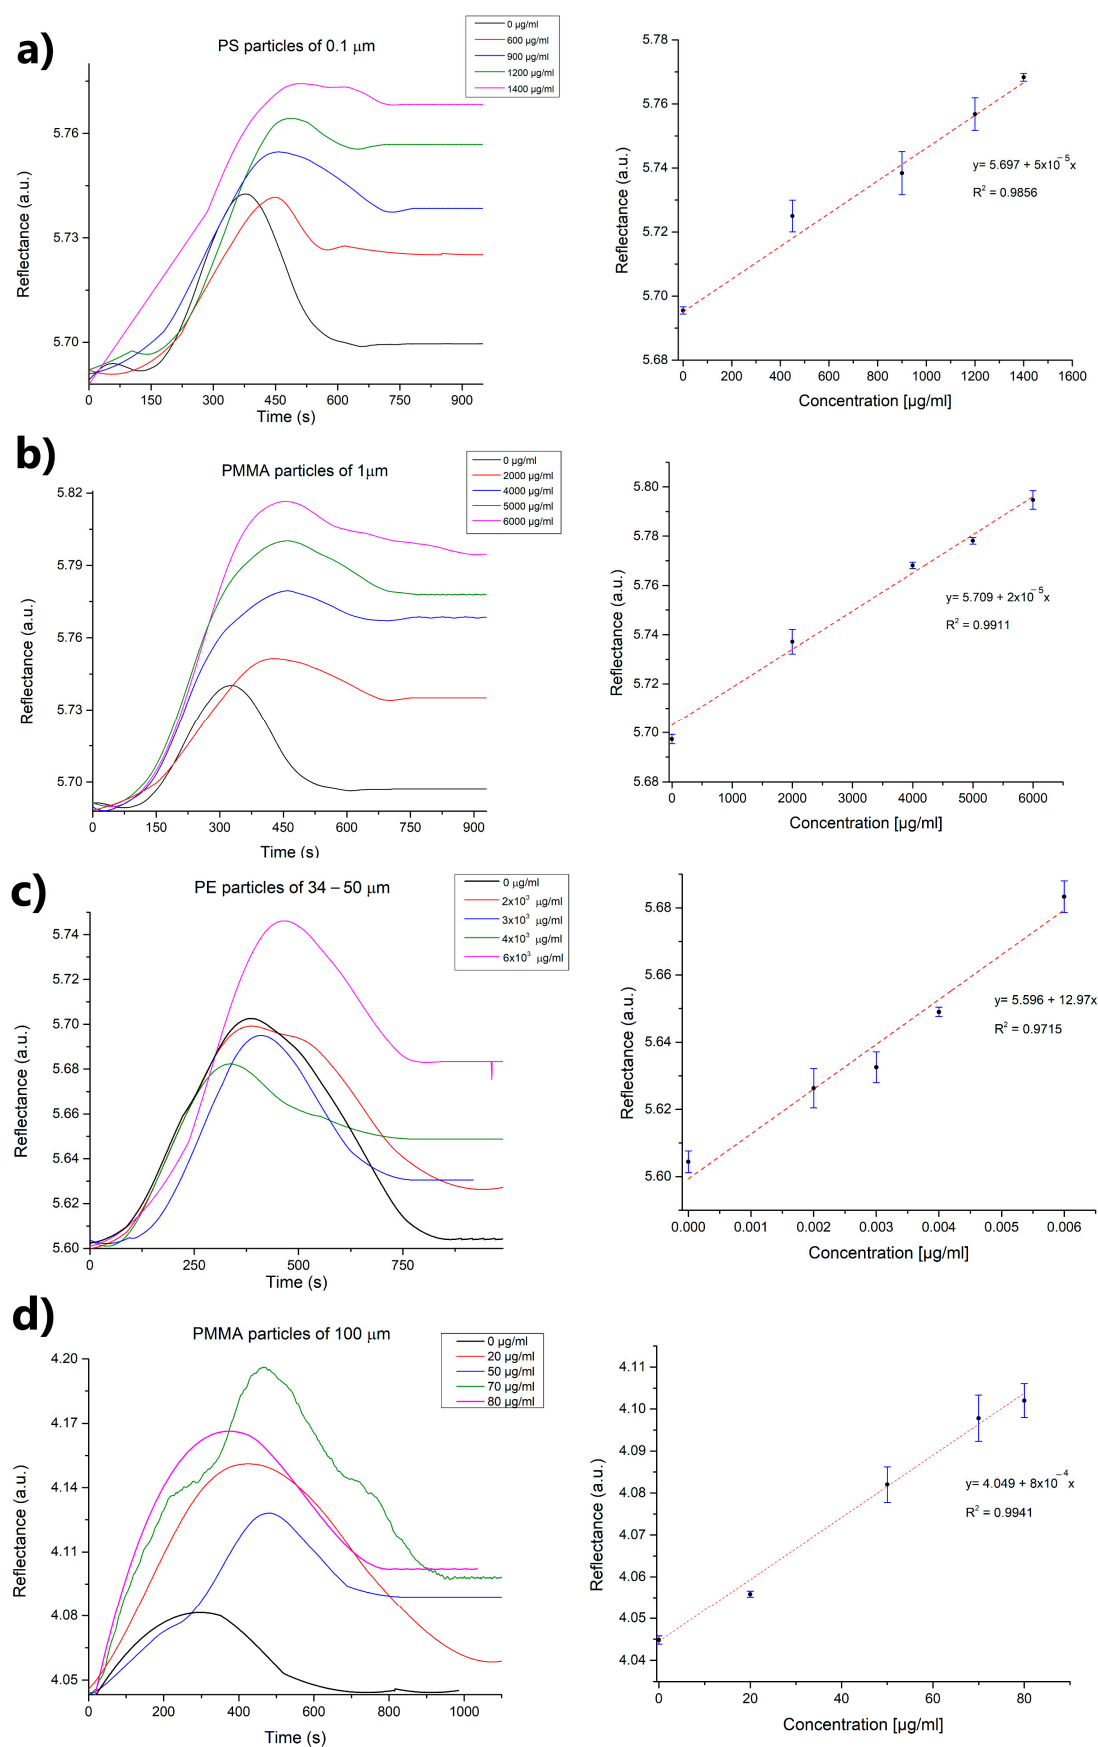 a)
PS particles of 0.1 μm
0 μg/ml
600 μg/ml
900 μg/ml
1200 μg/ml
1400 μg/ml
Reflectance (a.u.)
5.76
5.73
5.70
0 150 300 450 600 750 900
Time (s)
5.78
5.76
5.74
5.72
5.70
5.68
Reflectance (a.u.)
y= 5.697 + 5x10⁻⁵x
R² = 0.9856
0 200 400 600 800 1000 1200 1400 1600
Concentration [μg/ml]
b)
PMMA particles of 1μm
0 μg/ml
2000 μg/ml
4000 μg/ml
5000 μg/ml
6000 μg/ml
Reflectance (a.u.)
5.82
5.79
5.76
5.73
5.70
0 150 300 450 600 750 900
Time (s)
5.80
5.78
5.76
5.74
5.72
5.70
5.68
Reflectance (a.u.)
y= 5.709 + 2x10⁻⁵x
R² = 0.9911
0 1000 2000 3000 4000 5000 6000
Concentration [μg/ml]
c)
PE particles of 34 – 50 μm
0 μg/ml
2x10³ μg/ml
3x10³ μg/ml
4x10³ μg/ml
6x10³ μg/ml
Reflectance (a.u.)
5.74
5.72
5.70
5.68
5.66
5.64
5.62
5.60
0 250 500 750
Time (s)
5.68
5.66
5.64
5.62
5.60
Reflectance (a.u.)
y= 5.596 + 12.97x
R² = 0.9715
0.000 0.001 0.002 0.003 0.004 0.005 0.006
Concentration [μg/ml]
d)
PMMA particles of 100 μm
0 μg/ml
20 μg/ml
50 μg/ml
70 μg/ml
80 μg/ml
Reflectance (a.u.)
4.20
4.17
4.14
4.11
4.08
4.05
0 200 400 600 800 1000
Time (s)
4.11
4.10
4.09
4.08
4.07
4.06
4.05
4.04
Reflectance (a.u.)
y= 4.049 + 8x10⁻⁴x
R² = 0.9941
0 20 40 60 80
Concentration [μg/ml]